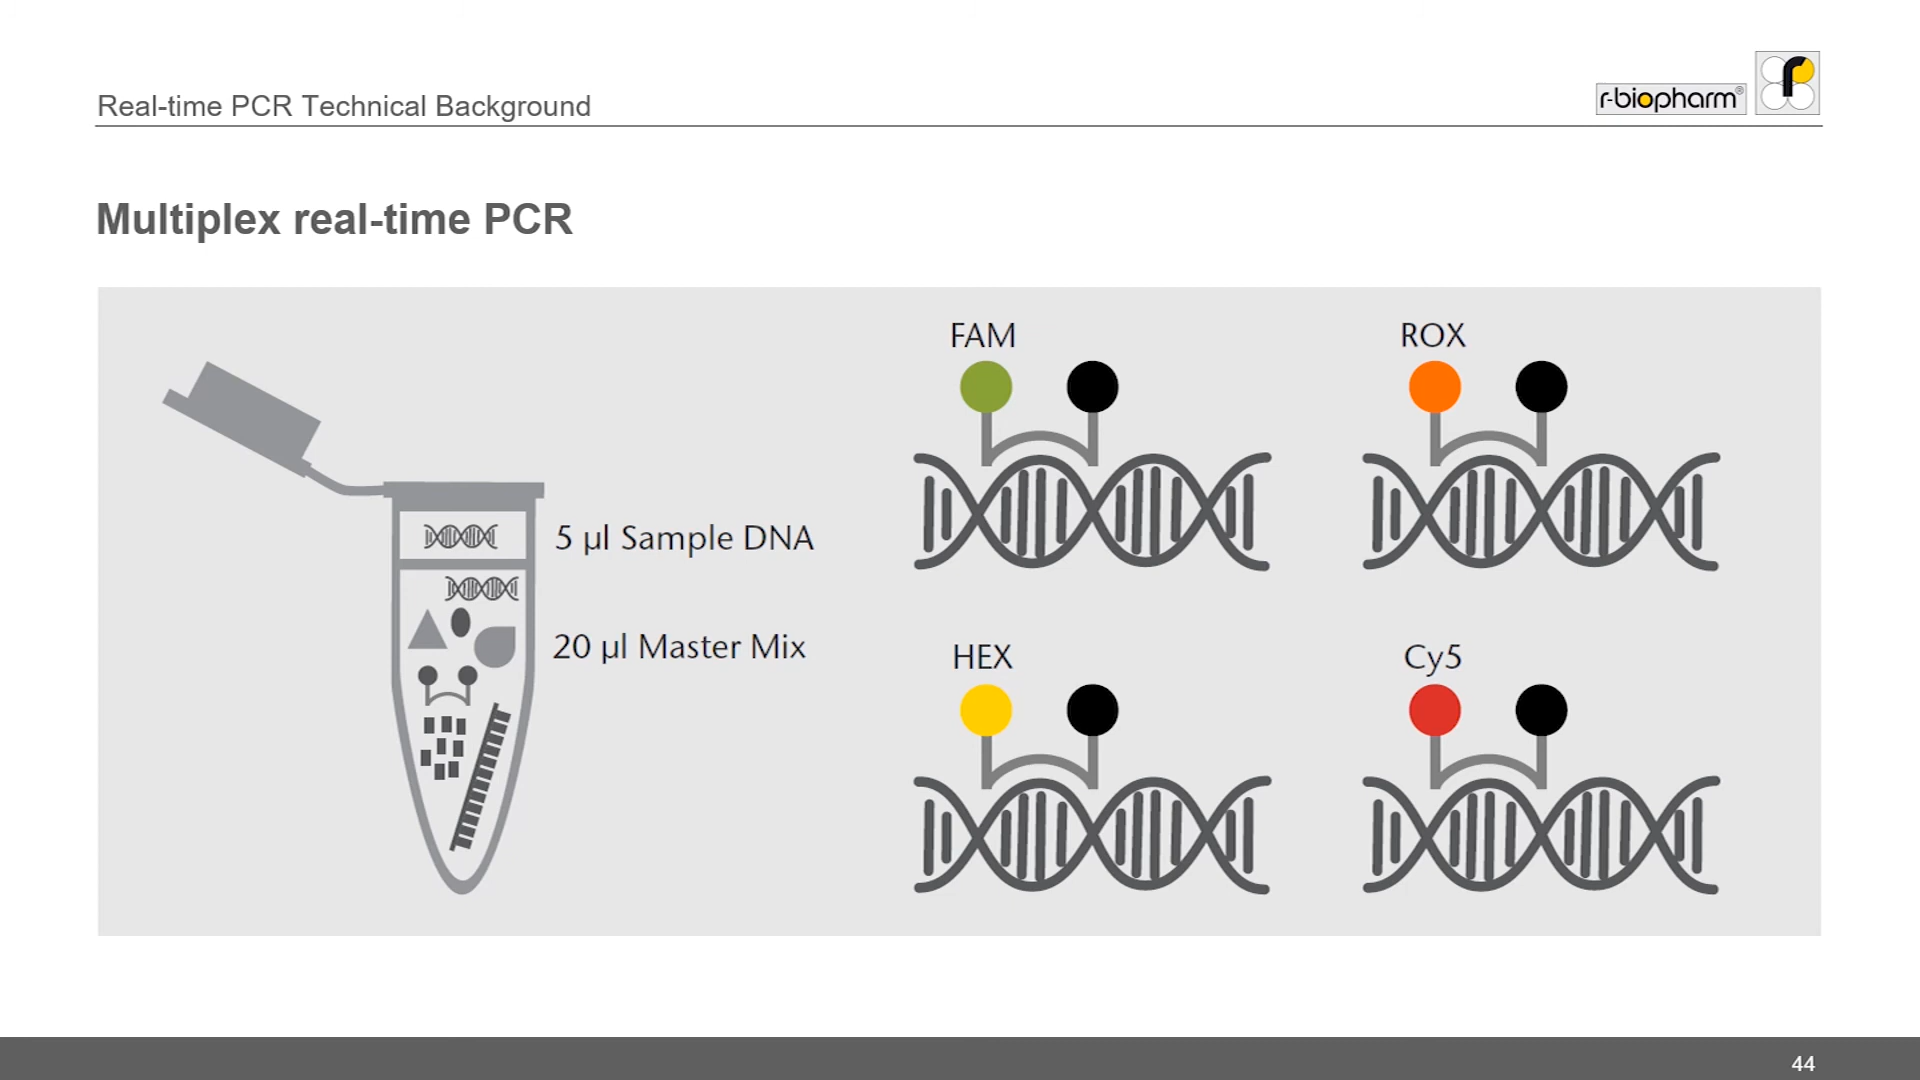 Real-time PCR Technical Background
r-biopharm®
r
Multiplex real-time PCR
5 µl Sample DNA
20 µl Master Mix
FAM
ROX
HEX
Cy5
44